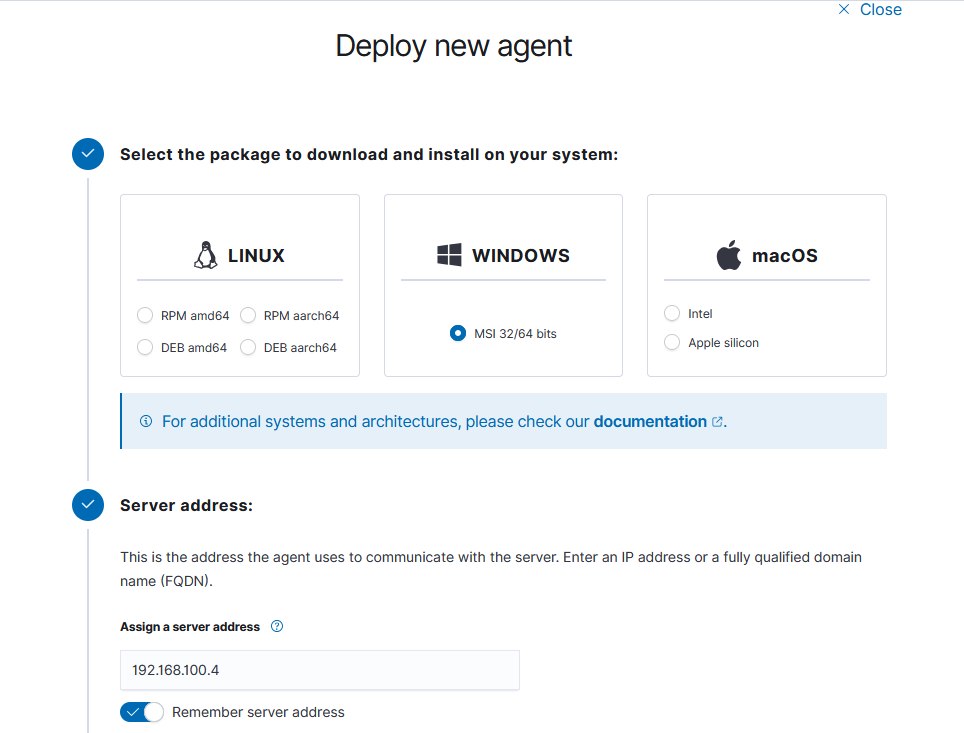 Close
Deploy new agent
Select the package to download and install on your system:
LINUX
RPM amd64 RPM aarch64
DEB amd64 DEB aarch64
WINDOWS
MSI 32/64 bits
macOS
Intel
Apple silicon
For additional systems and architectures, please check our documentation.
Server address:
This is the address the agent uses to communicate with the server. Enter an IP address or a fully qualified domain
name (FQDN).
Assign a server address
192.168.100.4
Remember server address